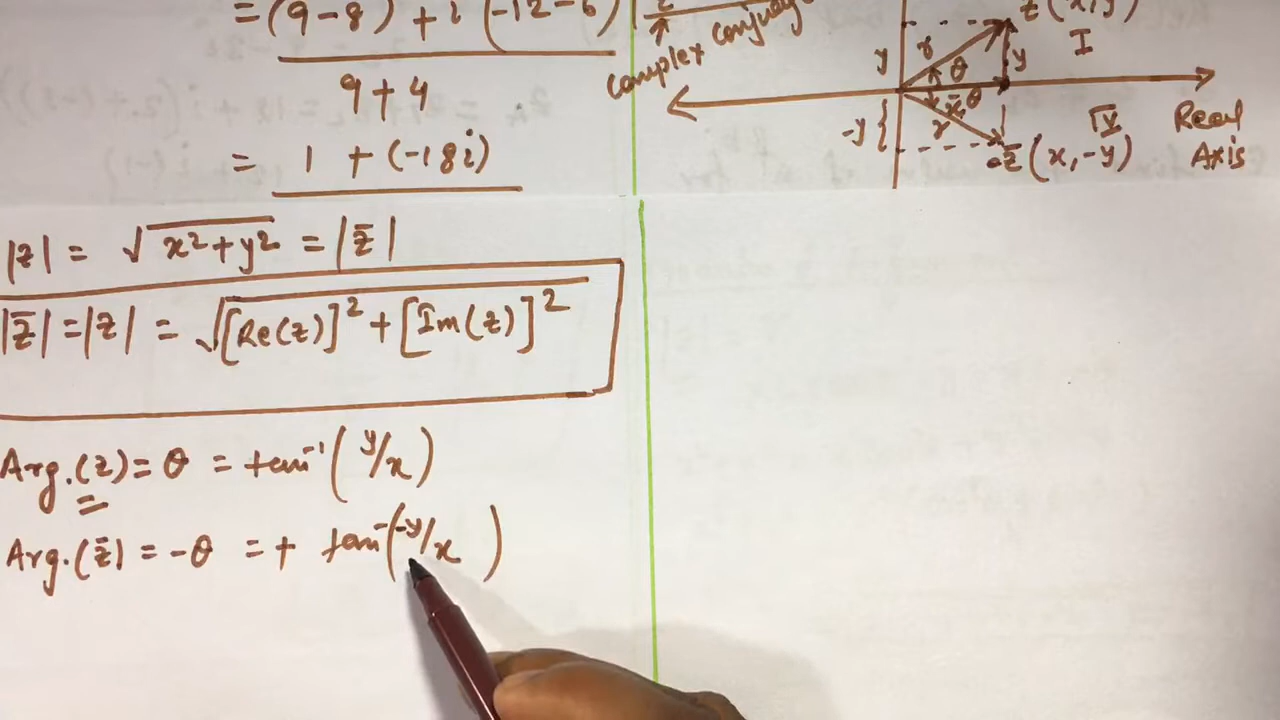 = (9-8) + i (-12-6)
9+4
= 1 + (-18i)
|z| = √x²+y² = |z̄|
|z̄| = |z| = √[Re(z)]² + [Im(z)]²
Arg.(z) = θ = tan⁻¹(y/x)
Arg.(z̄) = -θ = + tan⁻(-y/x)
complex conjugate
z(x,y)
I
y r θ y
θ
-y { r
IV
z̄(x,-y)
Real
Axis